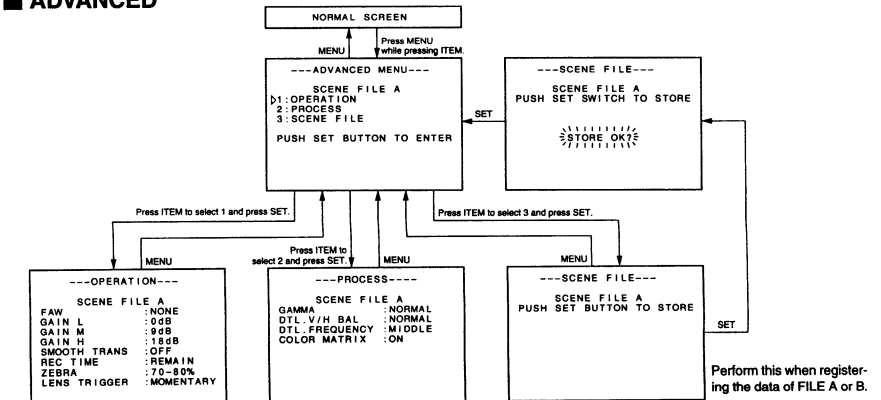 ■ ADVANCED
NORMAL SCREEN
MENU
Press MENU
while pressing ITEM.
---ADVANCED MENU---
SCENE FILE A
▷1:OPERATION
2:PROCESS
3:SCENE FILE
PUSH SET BUTTON TO ENTER
SET
---SCENE FILE---
SCENE FILE A
PUSH SET SWITCH TO STORE
STORE OK?
Press ITEM to select 1 and press SET.
MENU
Press ITEM to
select 2 and press SET.
MENU
Press ITEM to select 3 and press SET.
MENU
---OPERATION---
SCENE FILE A
FAW :NONE
GAIN L :0dB
GAIN M :9dB
GAIN H :18dB
SMOOTH TRANS :OFF
REC TIME :REMAIN
ZEBRA :70-80%
LENS TRIGGER :MOMENTARY
---PROCESS---
SCENE FILE A
GAMMA :NORMAL
DTL.V/H BAL :NORMAL
DTL.FREQUENCY :MIDDLE
COLOR MATRIX :ON
---SCENE FILE---
SCENE FILE A
PUSH SET BUTTON TO STORE
SET
Perform this when register-
ing the data of FILE A or B.